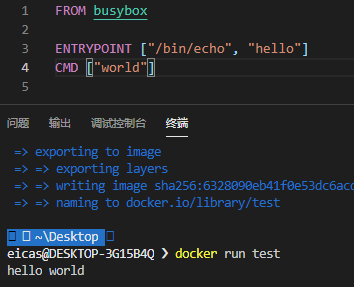 1 FROM busybox
2
3 ENTRYPOINT ["/bin/echo", "hello"]
4 CMD ["world"]
5
问题 输出 调试控制台 终端
=> exporting to image
=> => exporting layers
=> => writing image sha256:6328090eb41f0e53dc6acc
=> => naming to docker.io/library/test
~\Desktop
eicas@DESKTOP-3G15B4Q ❯ docker run test
hello world